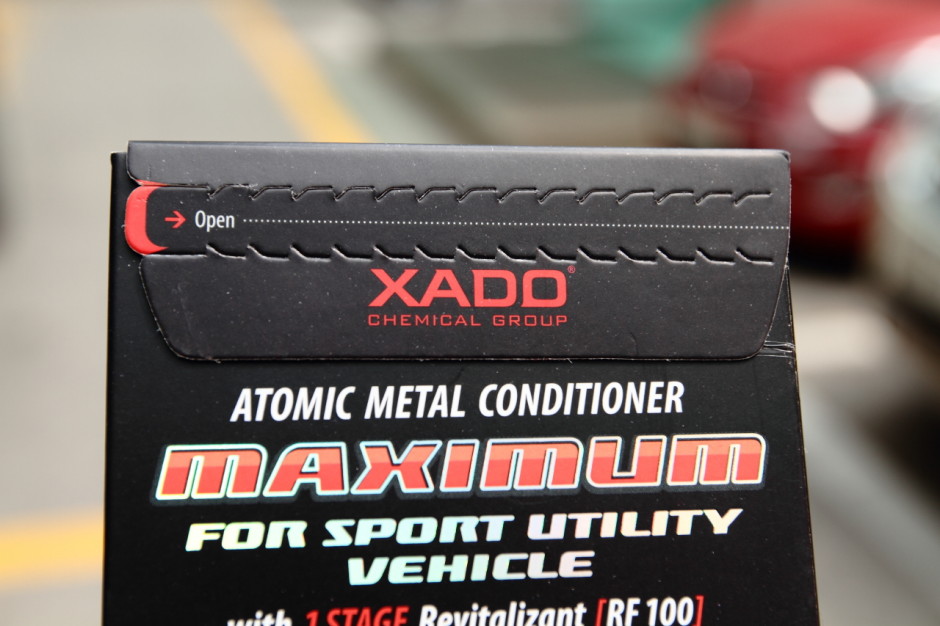 → Open
XADO®
CHEMICAL GROUP
ATOMIC METAL CONDITIONER
MAXIMUM
FOR SPORT UTILITY
VEHICLE
with 1 STAGE Revitalizant [RF 100]